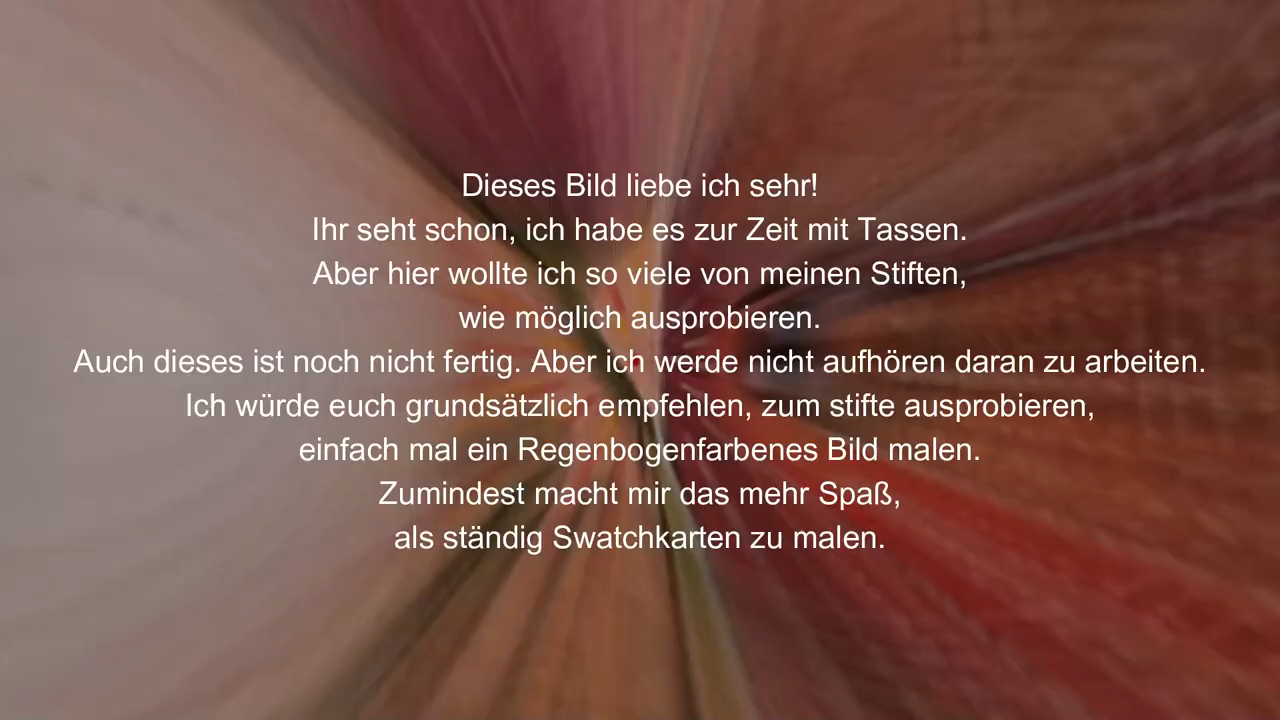 Dieses Bild liebe ich sehr!
Ihr seht schon, ich habe es zur Zeit mit Tassen.
Aber hier wollte ich so viele von meinen Stiften,
wie möglich ausprobieren.
Auch dieses ist noch nicht fertig. Aber ich werde nicht aufhören daran zu arbeiten.
Ich würde euch grundsätzlich empfehlen, zum stifte ausprobieren,
einfach mal ein Regenbogenfarbenes Bild malen.
Zumindest macht mir das mehr Spaß,
als ständig Swatchkarten zu malen.